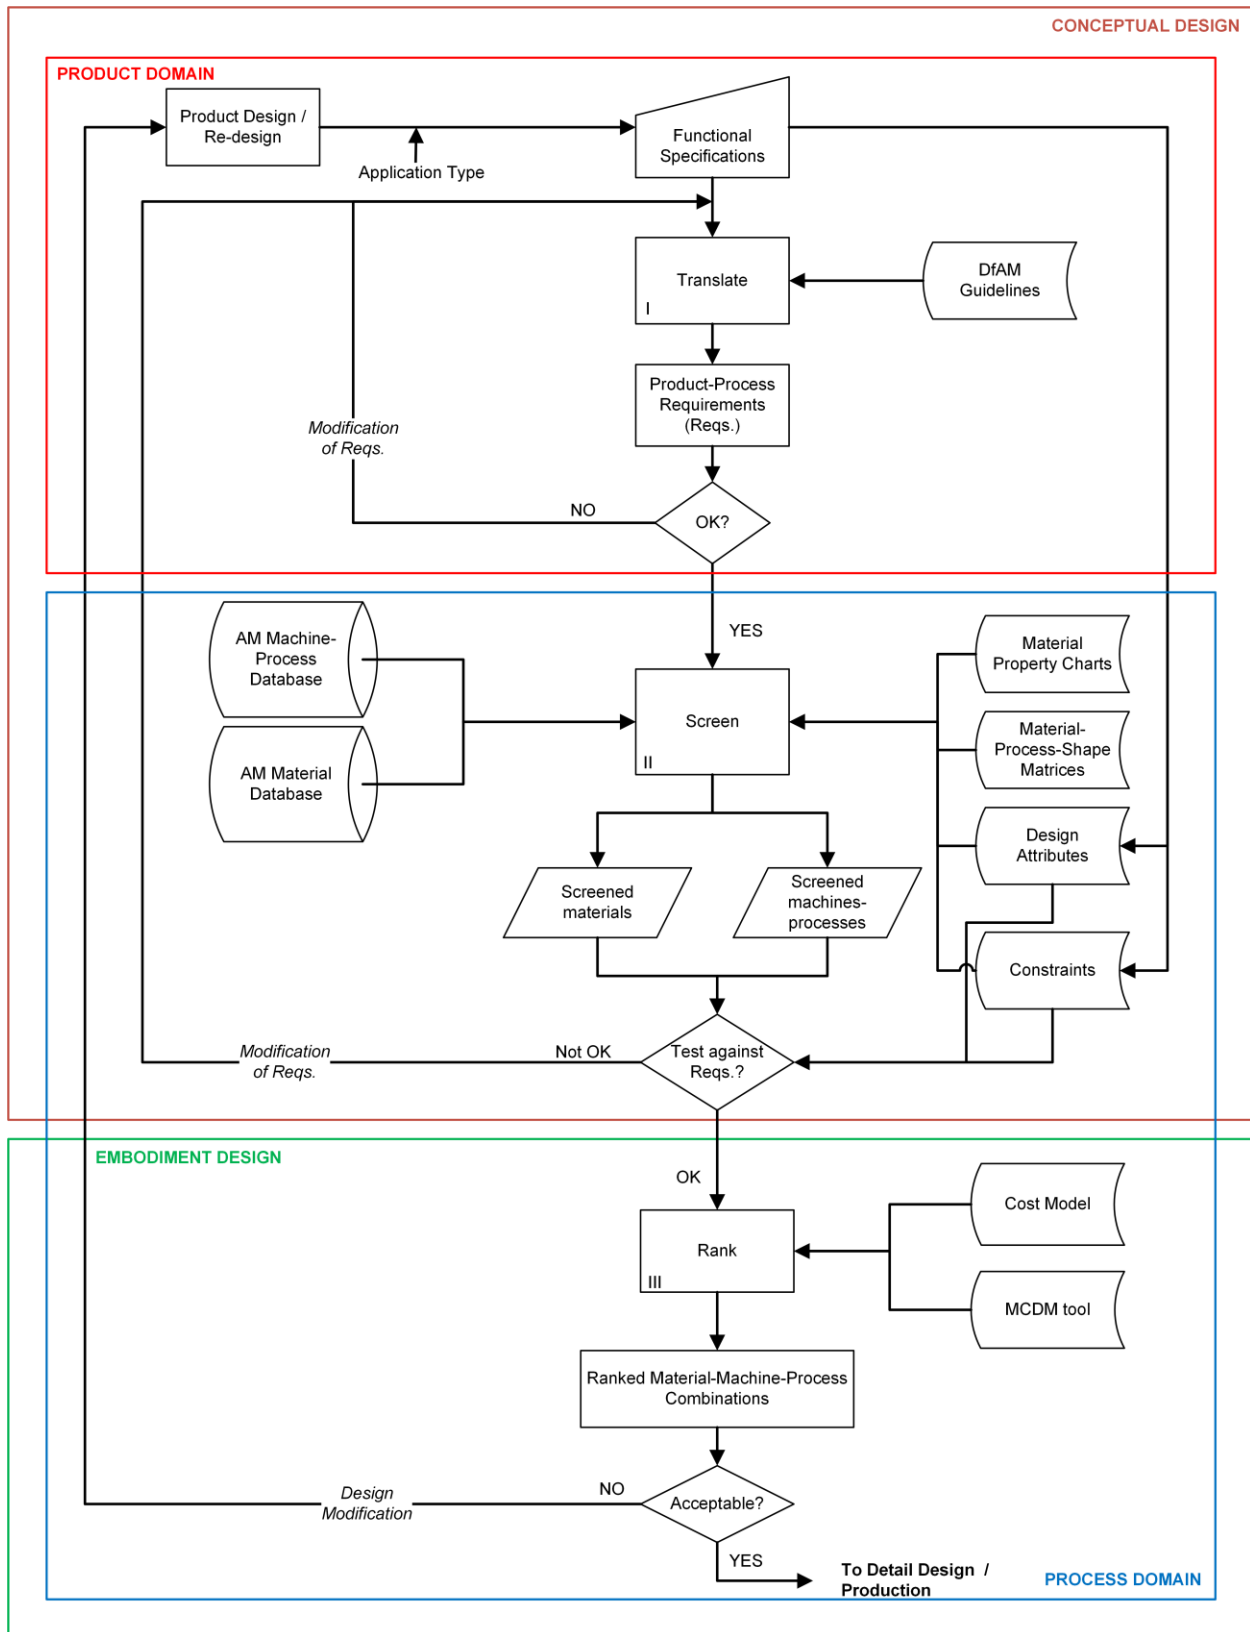 CONCEPTUAL DESIGN
PRODUCT DOMAIN
Product Design /
Re-design
Application Type
Functional
Specifications
Translate
I
DfAM
Guidelines
Product-Process
Requirements
(Reqs.)
Modification
of Reqs.
NO
OK?
YES
AM Machine-
Process
Database
AM Material
Database
Screen
II
Material
Property Charts
Material-
Process-Shape
Matrices
Design
Attributes
Constraints
Screened
materials
Screened
machines-
processes
Modification
of Reqs.
Not OK
Test against
Reqs.?
EMBODIMENT DESIGN
OK
Rank
III
Cost Model
MCDM tool
Ranked Material-Machine-Process
Combinations
Design
Modification
NO
Acceptable?
YES
To Detail Design /
Production
PROCESS DOMAIN